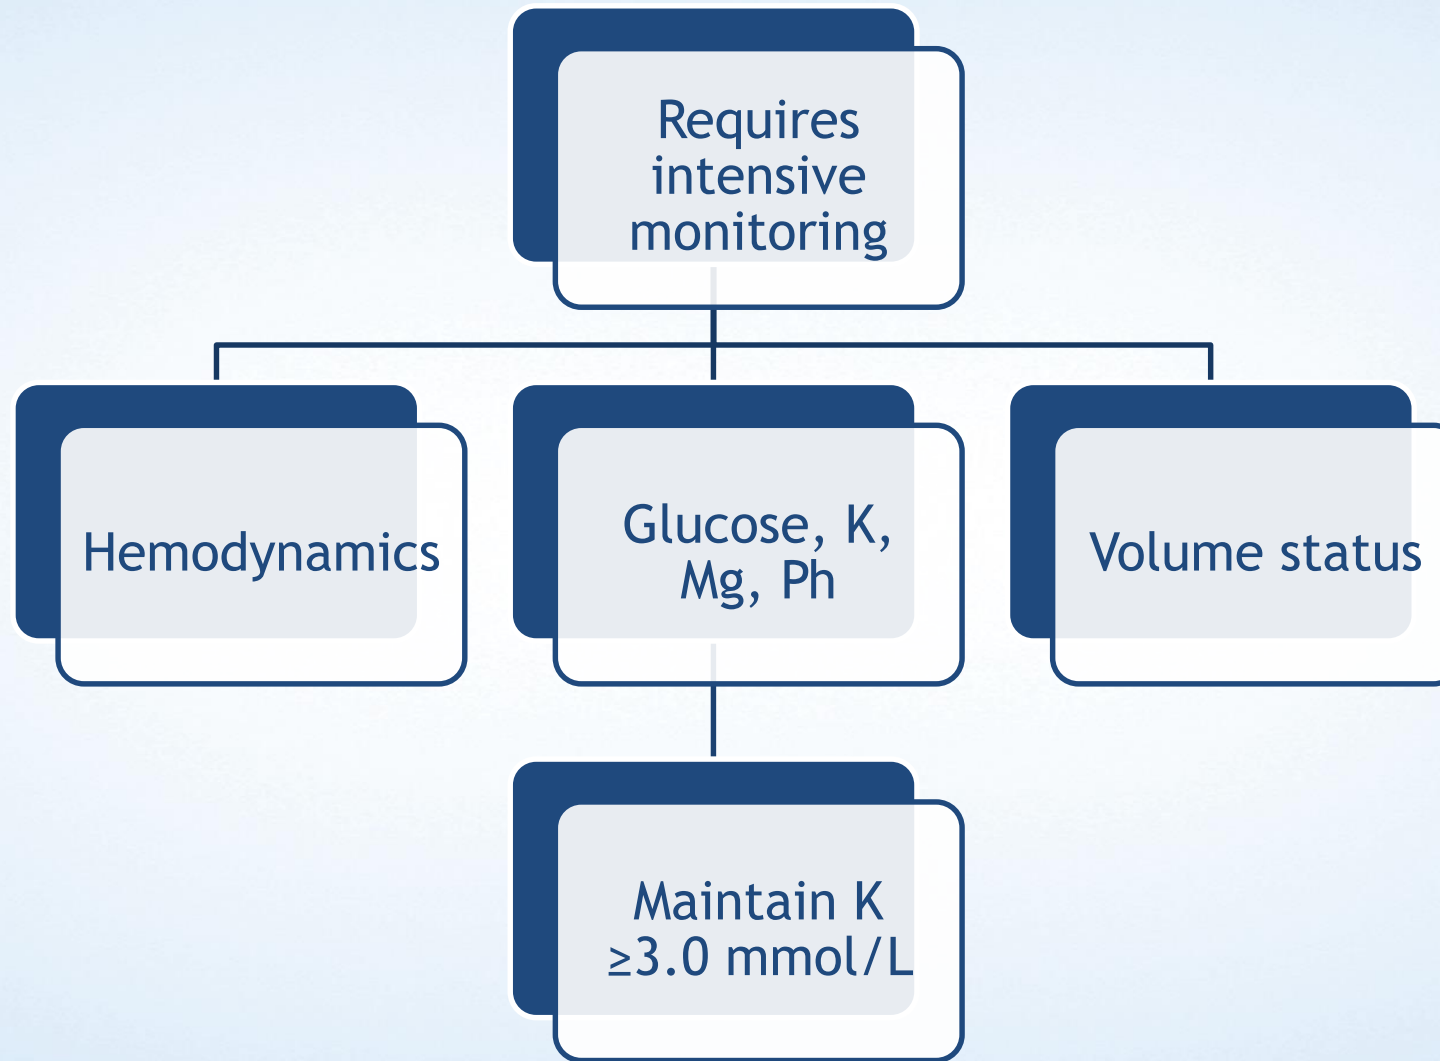 Requires
intensive
monitoring
Hemodynamics
Glucose, K,
Mg, Ph
Volume status
Maintain K
≥3.0 mmol/L